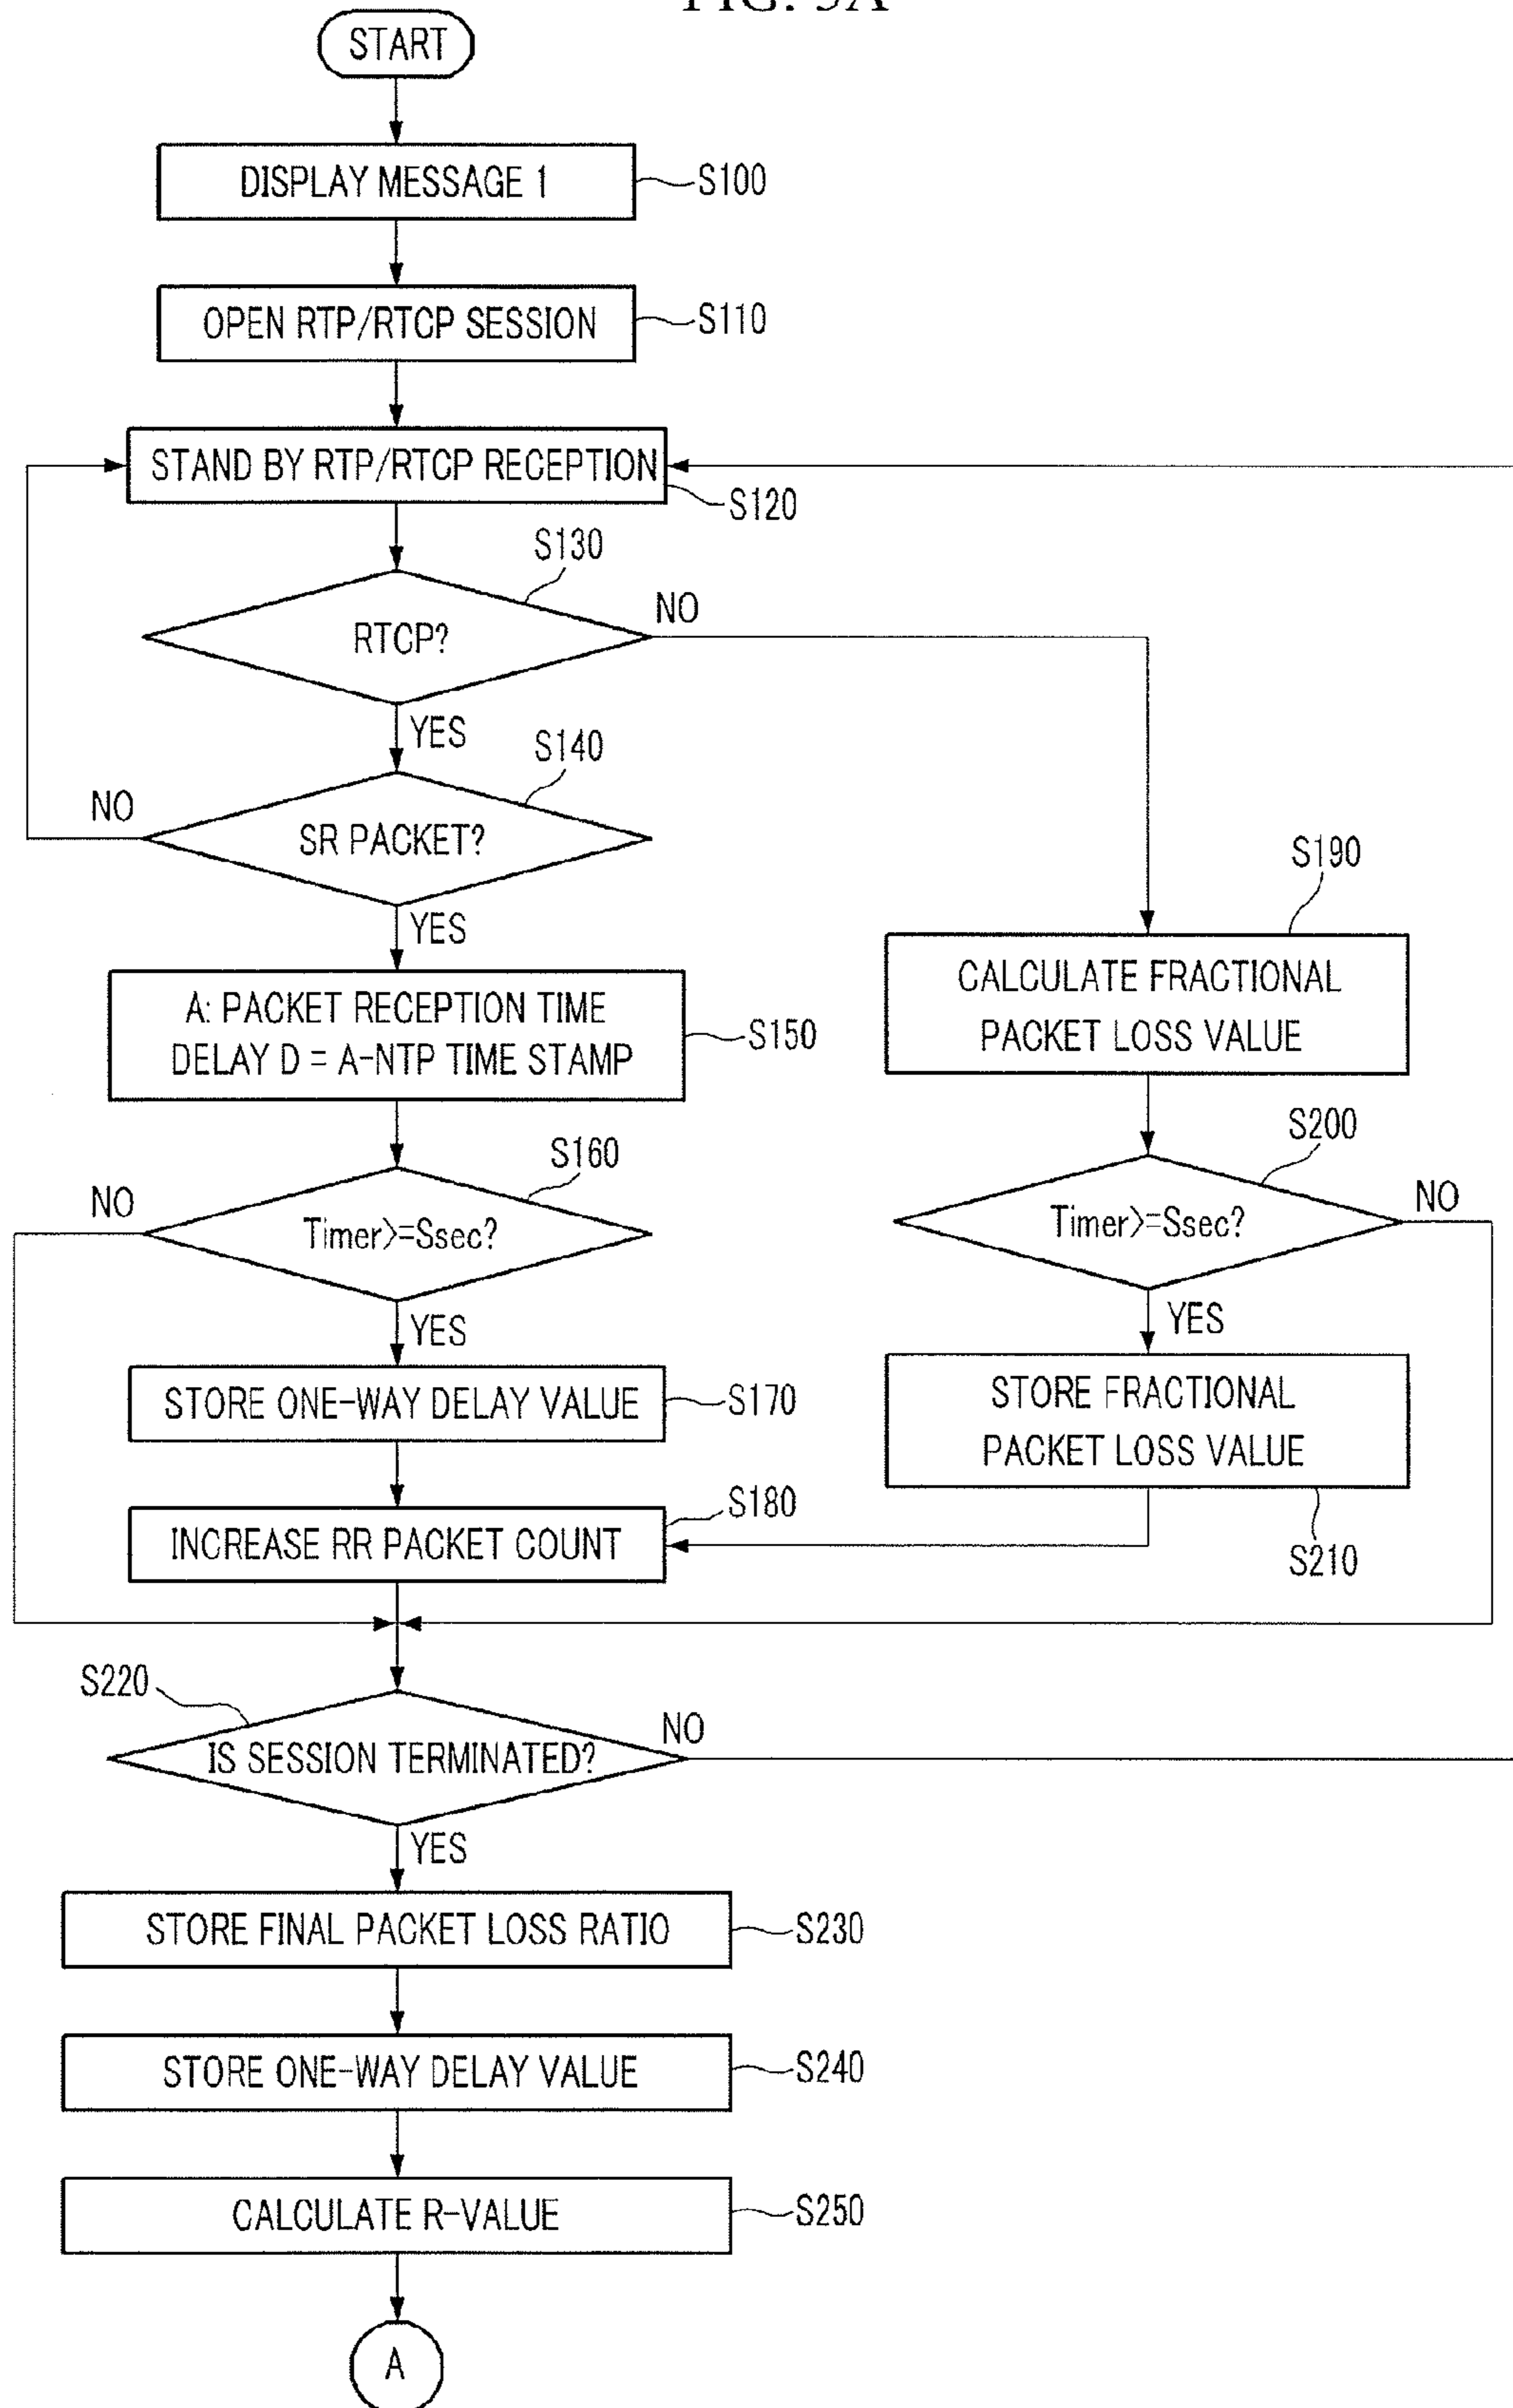 START
DISPLAY MESSAGE 1
S100
OPEN RTP/RTCP SESSION
S110
STAND BY RTP/RTCP RECEPTION
S120
S130
RTCP?
NO
YES
S140
SR PACKET?
NO
YES
A: PACKET RECEPTION TIME
DELAY D = A-NTP TIME STAMP
S150
S190
CALCULATE FRACTIONAL
PACKET LOSS VALUE
S160
Timer>=Ssec?
NO
YES
S200
Timer>=Ssec?
NO
YES
STORE ONE-WAY DELAY VALUE
S170
STORE FRACTIONAL
PACKET LOSS VALUE
S210
INCREASE RR PACKET COUNT
S180
S220
IS SESSION TERMINATED?
NO
YES
STORE FINAL PACKET LOSS RATIO
S230
STORE ONE-WAY DELAY VALUE
S240
CALCULATE R-VALUE
S250
A